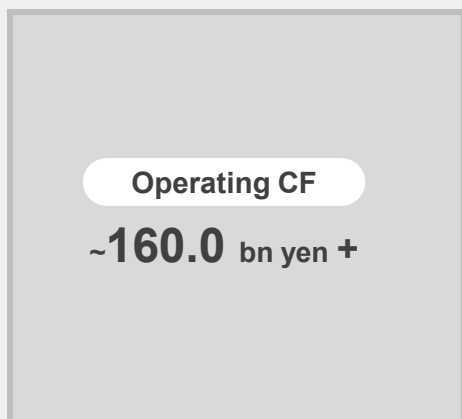 Operating CF
~160.0 bn yen +